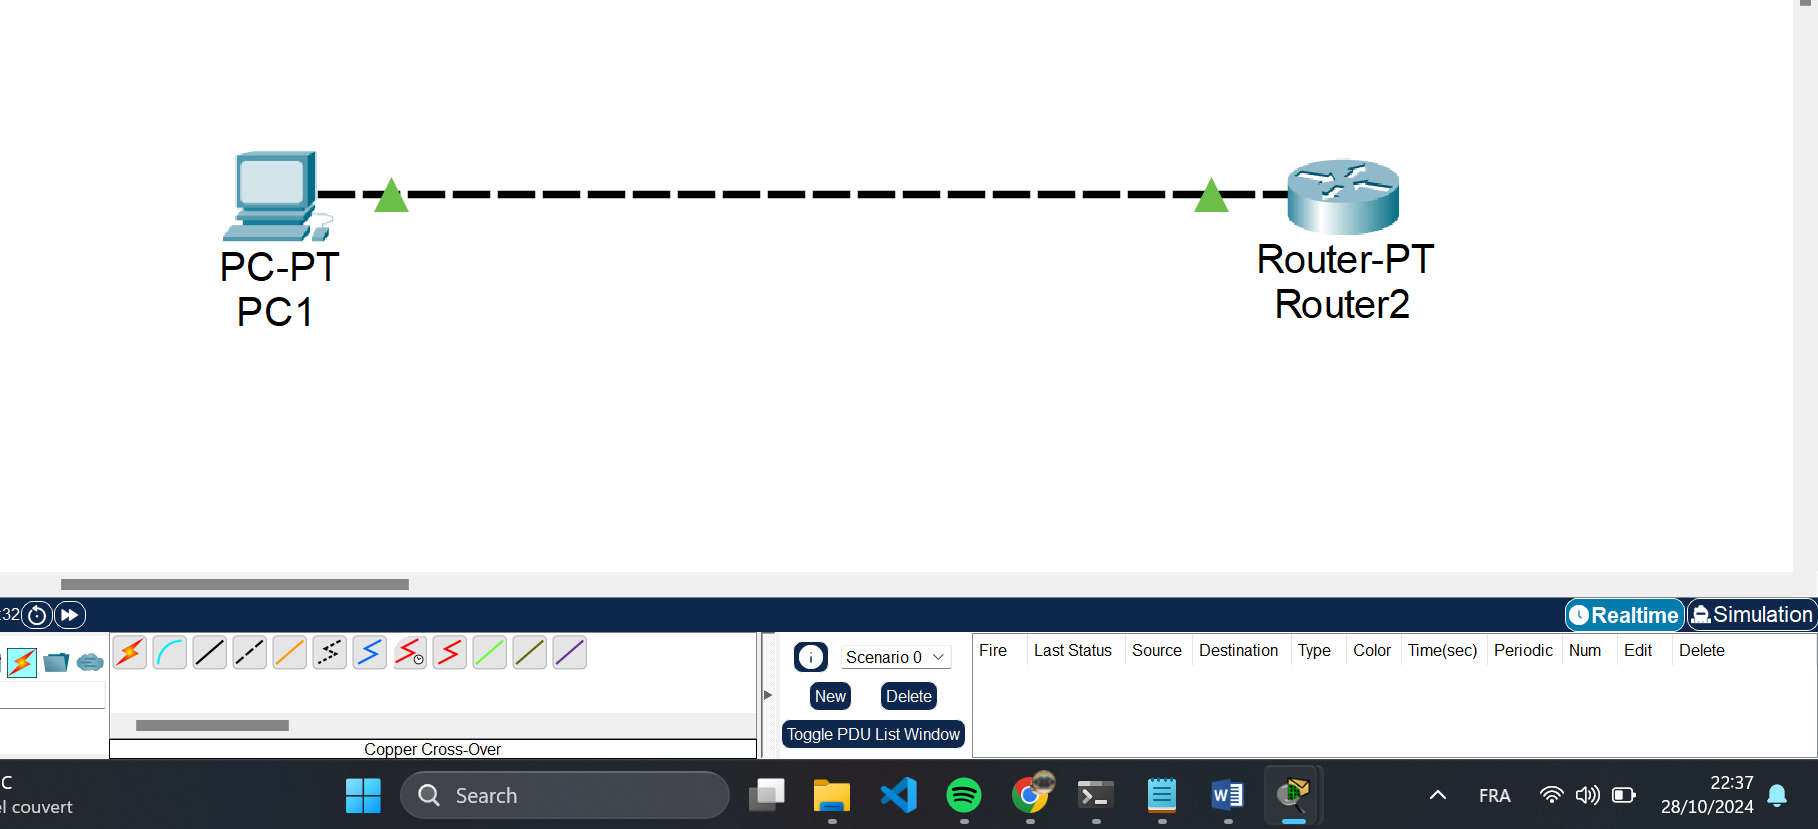 PC-PT
PC1
Router-PT
Router2
:32
Realtime
Simulation
Scenario 0
Fire Last Status Source Destination Type Color Time(sec) Periodic Num Edit Delete
New Delete
Toggle PDU List Window
Copper Cross-Over
C
el couvert
Search
W
FRA
22:37
28/10/2024